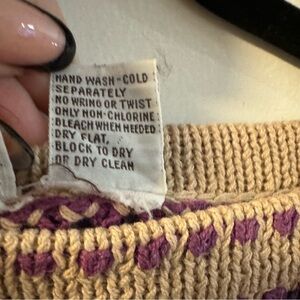 HAND WASH-COLD
SEPARATELY
NO WRING OR TWIST
ONLY NON-CHLORINE
BLEACH WHEN NEEDED
DRY FLAT,
BLOCK TO DRY
OR DRY CLEAN